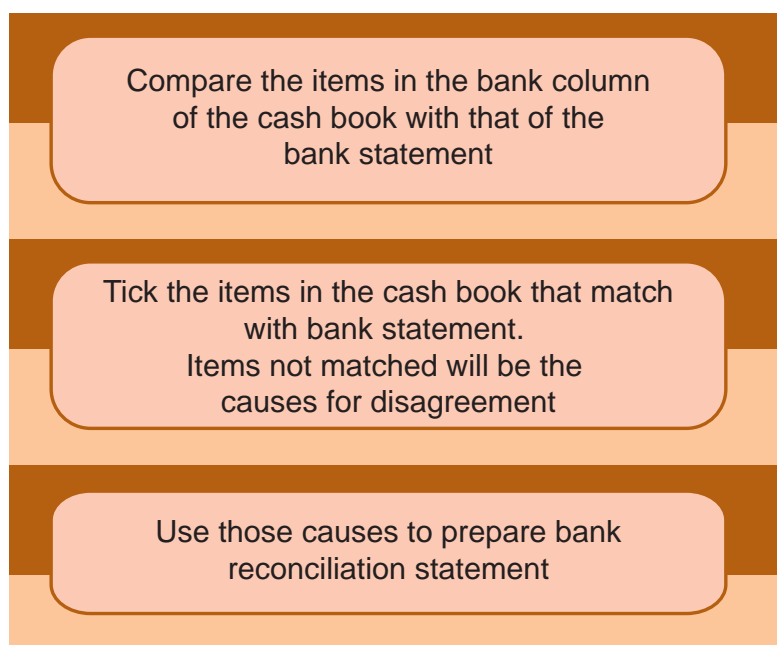 Compare the items in the bank column
of the cash book with that of the
bank statement
Tick the items in the cash book that match
with bank statement.
Items not matched will be the
causes for disagreement
Use those causes to prepare bank
reconciliation statement